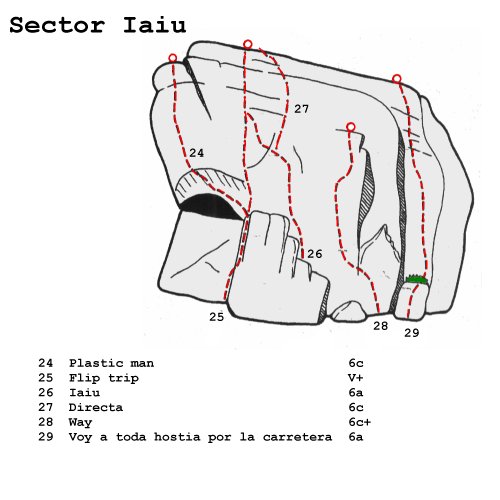 Sector Iaiu
27
24
26
25
28
29
24 Plastic man 6c
25 Flip trip V+
26 Iaiu 6a
27 Directa 6c
28 Way 6c+
29 Voy a toda hostia por la carretera 6a